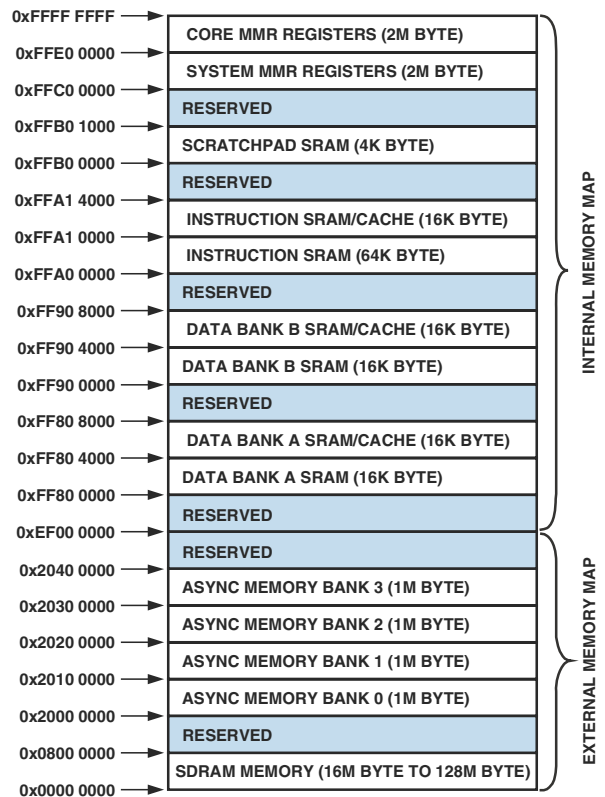 0xFFFF FFFF
CORE MMR REGISTERS (2M BYTE)
0xFFE0 0000
SYSTEM MMR REGISTERS (2M BYTE)
0xFFC0 0000
RESERVED
0xFFB0 1000
SCRATCHPAD SRAM (4K BYTE)
0xFFB0 0000
RESERVED
0xFFA1 4000
INSTRUCTION SRAM/CACHE (16K BYTE)
0xFFA1 0000
INSTRUCTION SRAM (64K BYTE)
0xFFA0 0000
RESERVED
0xFF90 8000
DATA BANK B SRAM/CACHE (16K BYTE)
0xFF90 4000
DATA BANK B SRAM (16K BYTE)
0xFF90 0000
RESERVED
0xFF80 8000
DATA BANK A SRAM/CACHE (16K BYTE)
0xFF80 4000
DATA BANK A SRAM (16K BYTE)
0xFF80 0000
RESERVED
0xEF00 0000
RESERVED
0x2040 0000
ASYNC MEMORY BANK 3 (1M BYTE)
0x2030 0000
ASYNC MEMORY BANK 2 (1M BYTE)
0x2020 0000
ASYNC MEMORY BANK 1 (1M BYTE)
0x2010 0000
ASYNC MEMORY BANK 0 (1M BYTE)
0x2000 0000
RESERVED
0x0800 0000
SDRAM MEMORY (16M BYTE TO 128M BYTE)
0x0000 0000
INTERNAL MEMORY MAP
EXTERNAL MEMORY MAP